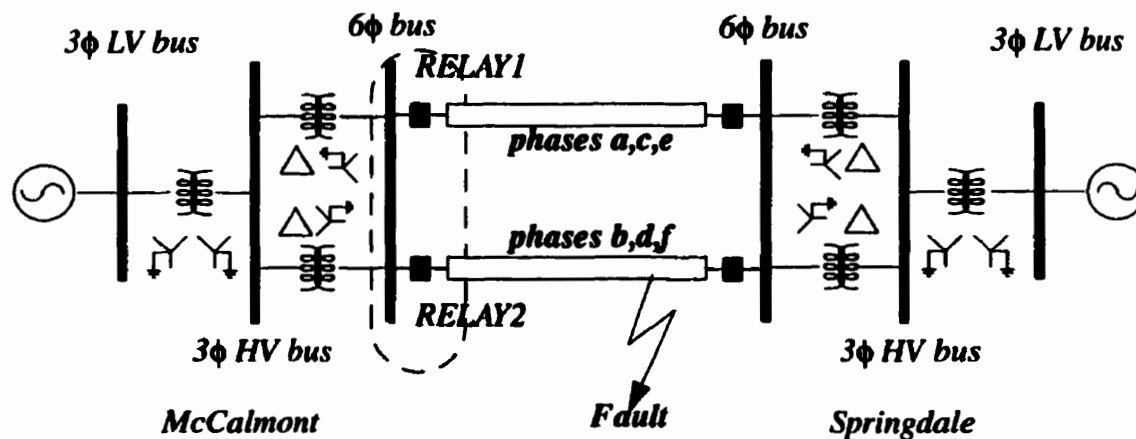 3ϕ LV bus
6ϕ bus
6ϕ bus
3ϕ LV bus
RELAY1
phases a,c,e
phases b,d,f
RELAY2
3ϕ HV bus
3ϕ HV bus
McCalmont
Fault
Springdale